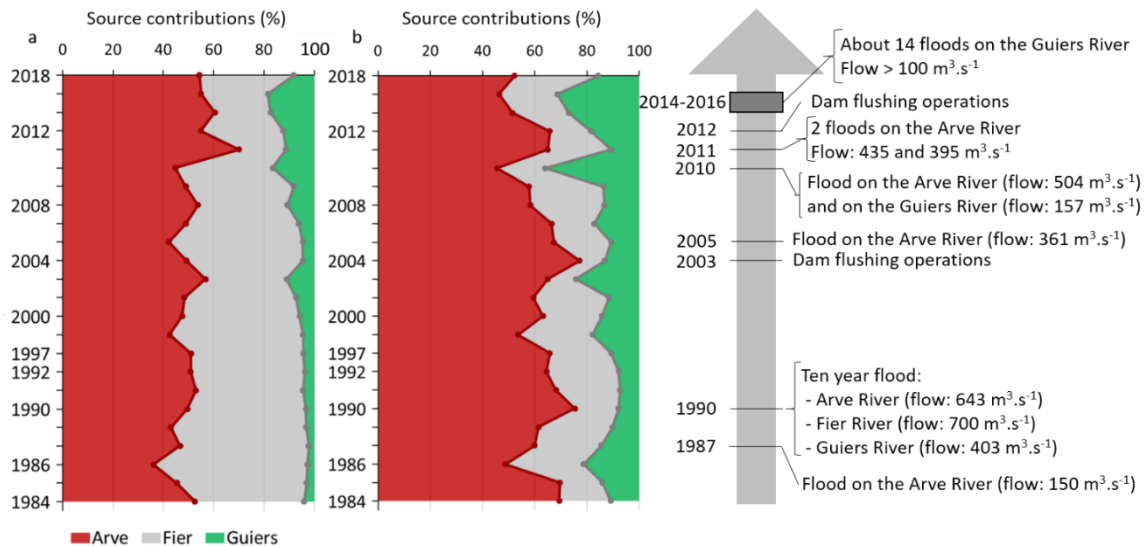 Source contributions (%)
a
0 20 40 60 80 100
2018
2012
2008
2004
2000
1997
1992
1990
1986
1984
Arve Fier Guiers
Source contributions (%)
b
0 20 40 60 80 100
2018
2012
2008
2004
2000
1997
1992
1990
1986
1984
About 14 floods on the Guiers River
Flow > 100 m³.s⁻¹
2014-2016
2012 Dam flushing operations
2011 2 floods on the Arve River
Flow: 435 and 395 m³.s⁻¹
2010
Flood on the Arve River (flow: 504 m³.s⁻¹)
and on the Guiers River (flow: 157 m³.s⁻¹)
2005 Flood on the Arve River (flow: 361 m³.s⁻¹)
2003 Dam flushing operations
Ten year flood:
1990 - Arve River (flow: 643 m³.s⁻¹)
- Fier River (flow: 700 m³.s⁻¹)
- Guiers River (flow: 403 m³.s⁻¹)
1987
Flood on the Arve River (flow: 150 m³.s⁻¹)